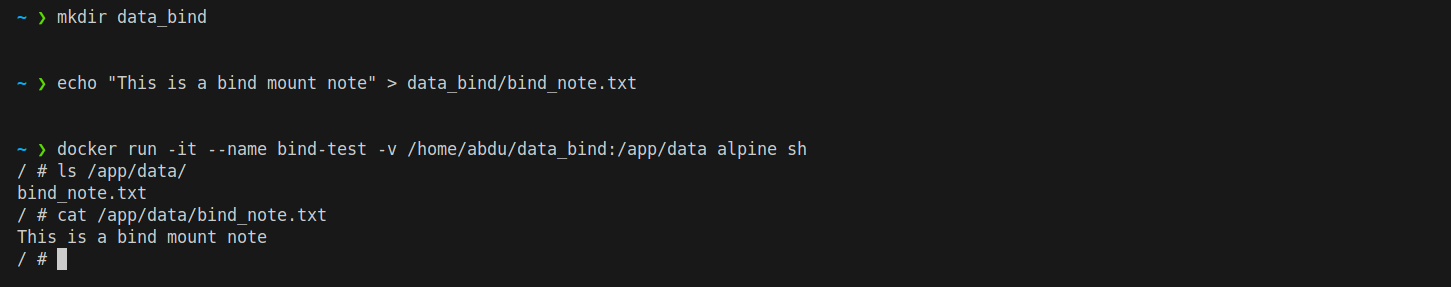 ~ ❯ mkdir data_bind
~ ❯ echo "This is a bind mount note" > data_bind/bind_note.txt
~ ❯ docker run -it --name bind-test -v /home/abdu/data_bind:/app/data alpine sh
/ # ls /app/data/
bind_note.txt
/ # cat /app/data/bind_note.txt
This is a bind mount note
/ #